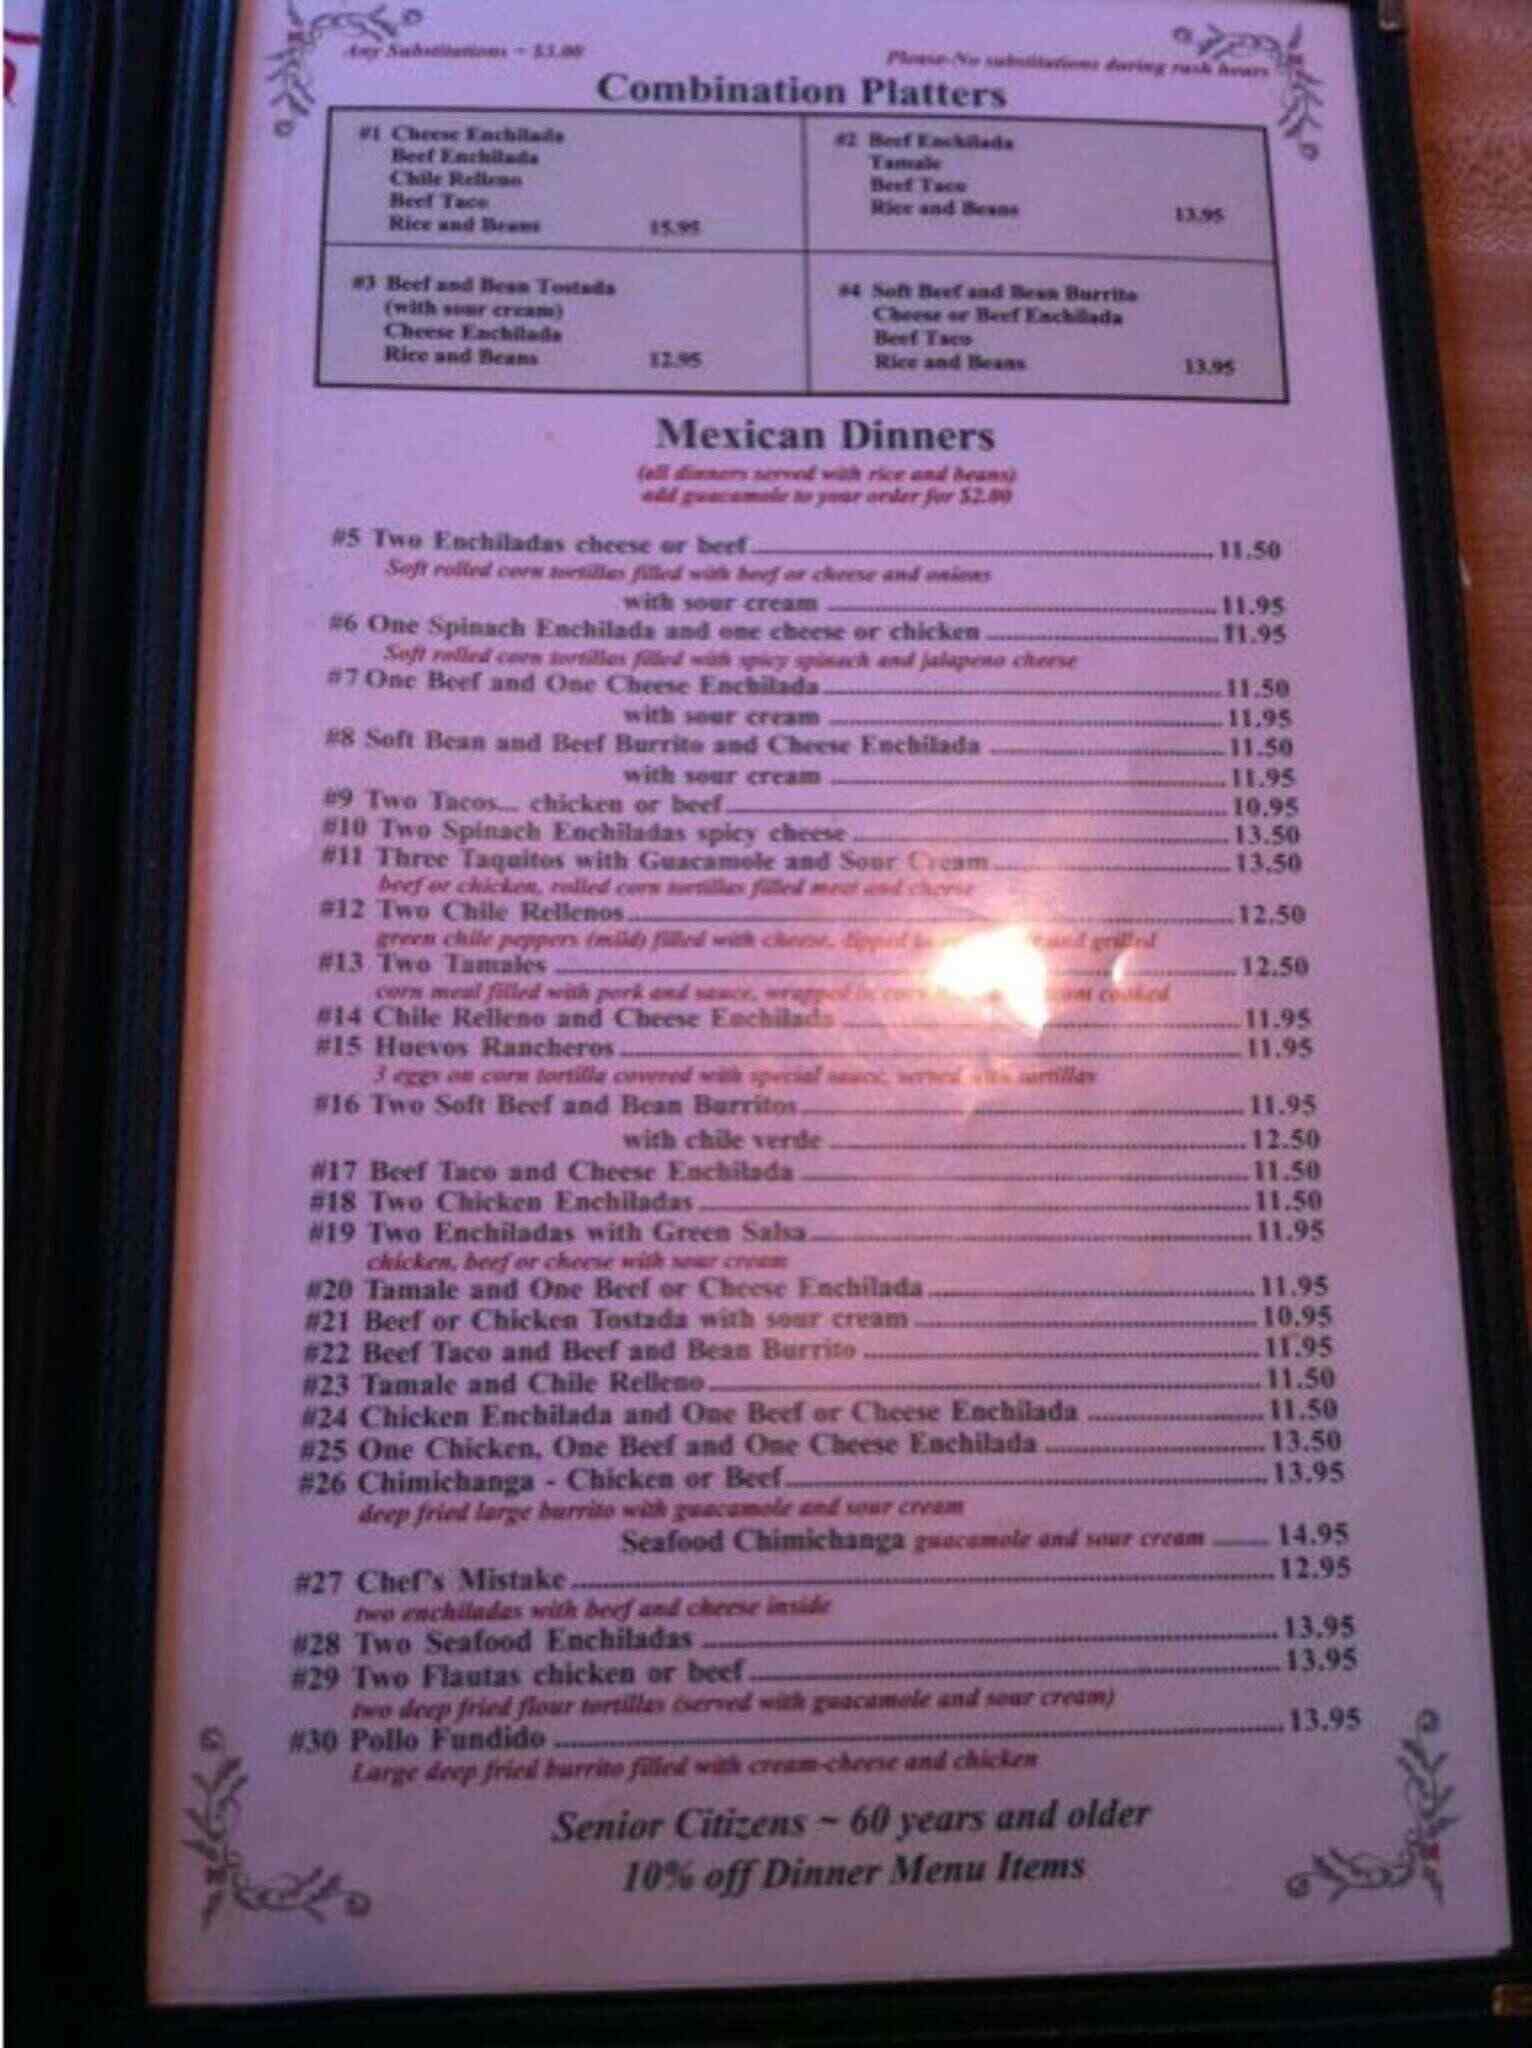 Any Substitutions ~ $3.00
Please-No substitutions during rush hours
Combination Platters
#1 Cheese Enchilada
Beef Enchilada
Chile Relleno
Beef Taco
Rice and Beans 15.95
#2 Beef Enchilada
Tamale
Beef Taco
Rice and Beans 13.95
#3 Beef and Bean Tostada
(with sour cream)
Cheese Enchilada
Rice and Beans 12.95
#4 Soft Beef and Bean Burrito
Cheese or Beef Enchilada
Beef Taco
Rice and Beans 13.95
Mexican Dinners
(all dinners served with rice and beans)
add guacamole to your order for $2.00
#5 Two Enchiladas cheese or beef 11.50
Soft rolled corn tortillas filled with beef or cheese and onions
with sour cream 11.95
#6 One Spinach Enchilada and one cheese or chicken 11.95
Soft rolled corn tortillas filled with spicy spinach and jalapeno cheese
#7 One Beef and One Cheese Enchilada 11.50
with sour cream 11.95
#8 Soft Bean and Beef Burrito and Cheese Enchilada 11.50
with sour cream 11.95
#9 Two Tacos... chicken or beef 10.95
#10 Two Spinach Enchiladas spicy cheese 13.50
#11 Three Taquitos with Guacamole and Sour Cream 13.50
beef or chicken, rolled corn tortillas filled meat and cheese
#12 Two Chile Rellenos 12.50
green chile peppers (mild) filled with cheese, dipped and grilled
#13 Two Tamales 12.50
corn meal filled with pork and sauce, wrapped in corn cooked
#14 Chile Relleno and Cheese Enchilada 11.95
#15 Huevos Rancheros 11.95
3 eggs on corn tortilla covered with special sauce, served with tortillas
#16 Two Soft Beef and Bean Burritos 11.95
with chile verde 12.50
#17 Beef Taco and Cheese Enchilada 11.50
#18 Two Chicken Enchiladas 11.50
#19 Two Enchiladas with Green Salsa 11.95
chicken, beef or cheese with sour cream
#20 Tamale and One Beef or Cheese Enchilada 11.95
#21 Beef or Chicken Tostada with sour cream 10.95
#22 Beef Taco and Beef and Bean Burrito 11.95
#23 Tamale and Chile Relleno 11.50
#24 Chicken Enchilada and One Beef or Cheese Enchilada 11.50
#25 One Chicken, One Beef and One Cheese Enchilada 13.50
#26 Chimichanga - Chicken or Beef 13.95
deep fried large burrito with guacamole and sour cream
Seafood Chimichanga guacamole and sour cream 14.95
#27 Chef's Mistake 12.95
two enchiladas with beef and cheese inside
#28 Two Seafood Enchiladas 13.95
#29 Two Flautas chicken or beef 13.95
two deep fried flour tortillas (served with guacamole and sour cream)
#30 Pollo Fundido 13.95
Large deep fried burrito filled with cream-cheese and chicken
Senior Citizens ~ 60 years and older
10% off Dinner Menu Items